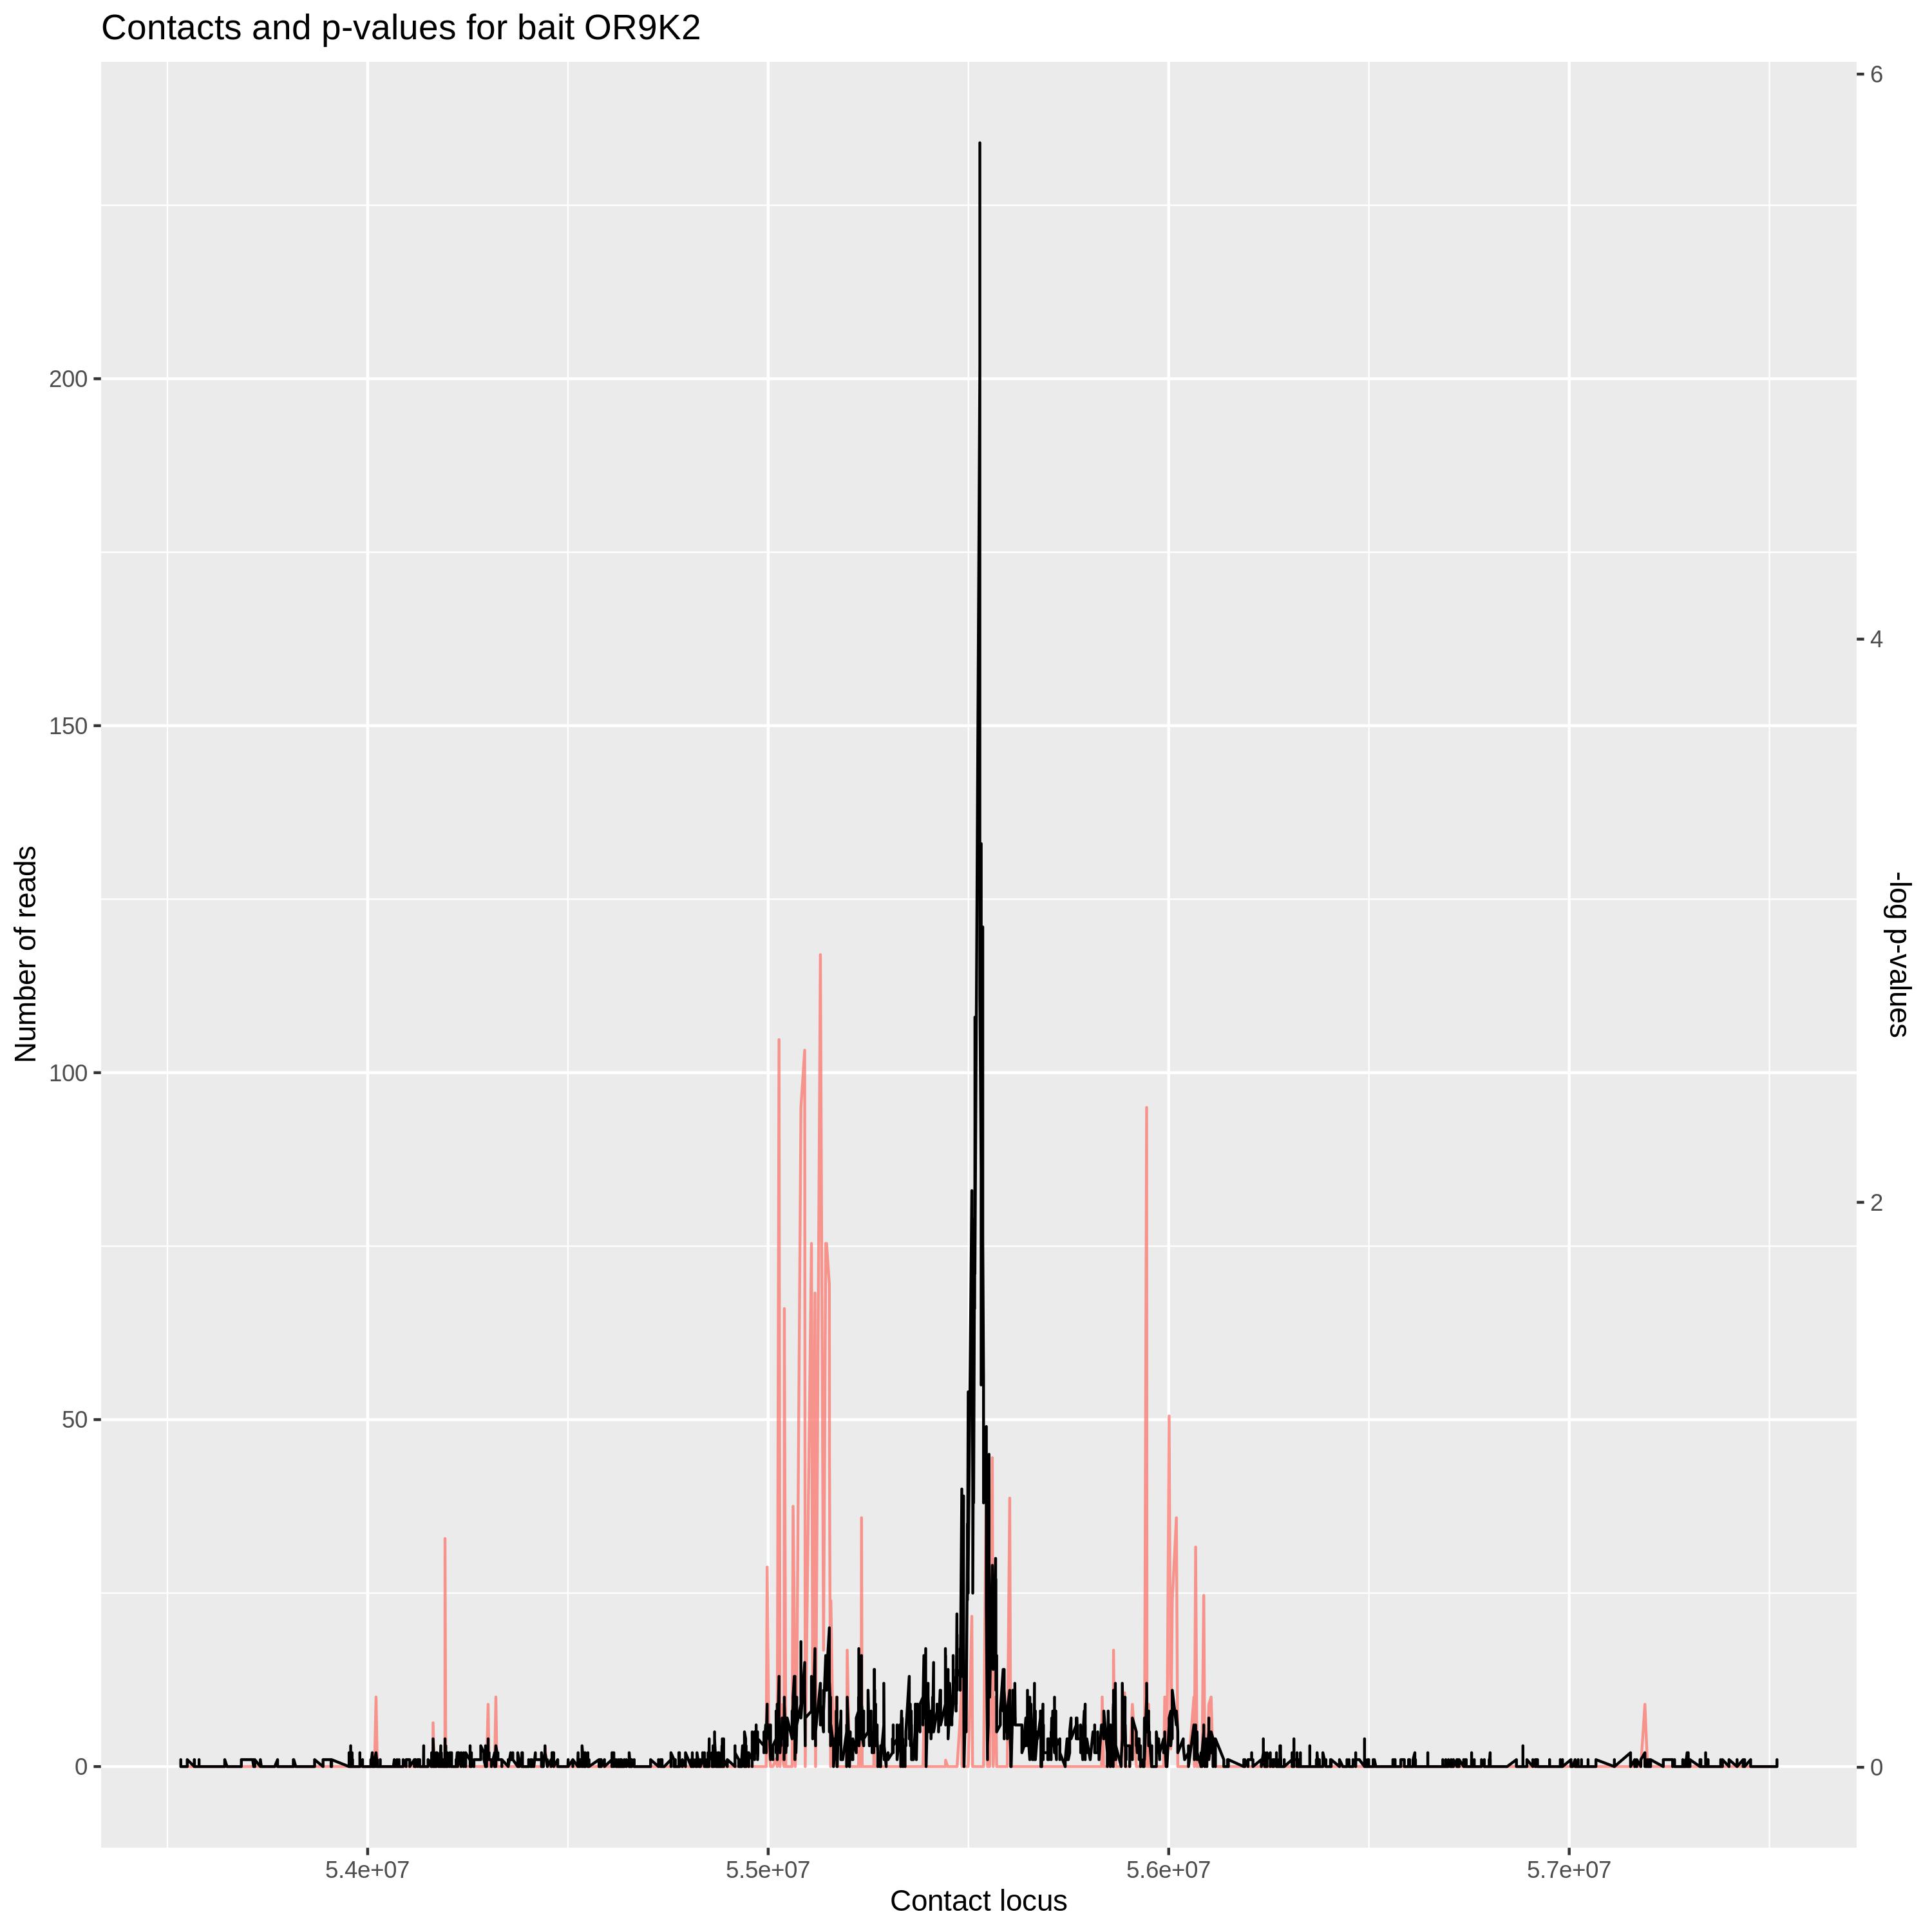 Contacts and p-values for bait OR9K2
6
200
4
150
Number of reads
-log p-values
100
2
50
0
0
5.4e+07
5.5e+07
5.6e+07
5.7e+07
Contact locus